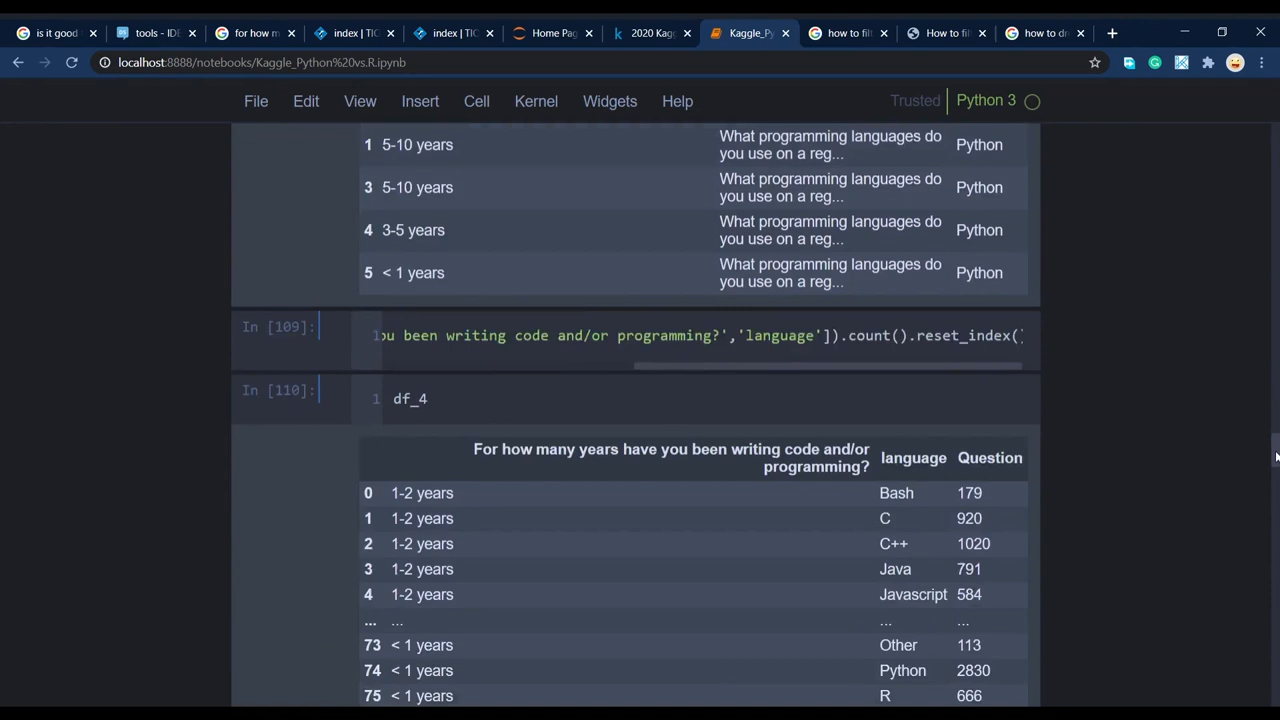 is it good
tools - IDE
for how m
index | TIO
index | TIO
Home Pag
2020 Kagg
Kaggle_Py
how to filt
How to filt
how to dr
localhost:8888/notebooks/Kaggle_Python%20vs.R.ipynb
File Edit View Insert Cell Kernel Widgets Help Trusted Python 3
1 5-10 years What programming languages do you use on a reg... Python
3 5-10 years What programming languages do you use on a reg... Python
4 3-5 years What programming languages do you use on a reg... Python
5 < 1 years What programming languages do you use on a reg... Python
In [109]: 1 ou been writing code and/or programming?','language']).count().reset_index()
In [110]: 1 df_4
For how many years have you been writing code and/or programming? language Question
0 1-2 years Bash 179
1 1-2 years C 920
2 1-2 years C++ 1020
3 1-2 years Java 791
4 1-2 years Javascript 584
... ... ... ...
73 < 1 years Other 113
74 < 1 years Python 2830
75 < 1 years R 666